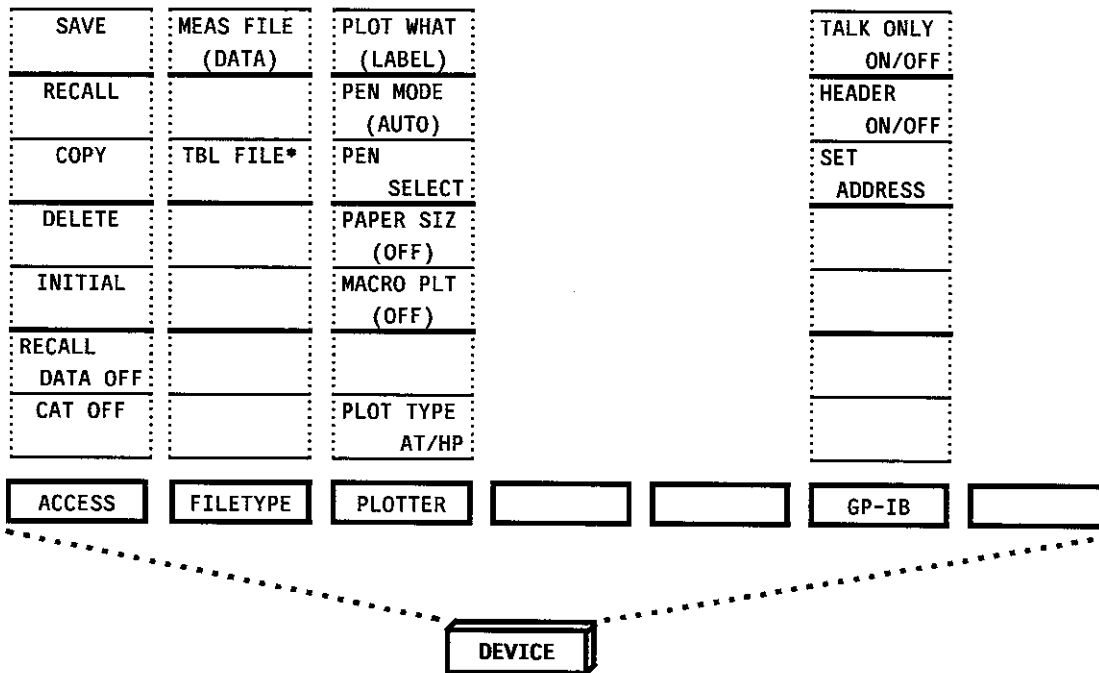 SAVE
RECALL
COPY
DELETE
INITIAL
RECALL
DATA OFF
CAT OFF
ACCESS
MEAS FILE
(DATA)
TBL FILE*
FILETYPE
PLOT WHAT
(LABEL)
PEN MODE
(AUTO)
PEN
SELECT
PAPER SIZ
(OFF)
MACRO PLT
(OFF)
PLOT TYPE
AT/HP
PLOTTER
TALK ONLY
ON/OFF
HEADER
ON/OFF
SET
ADDRESS
GP-IB
DEVICE